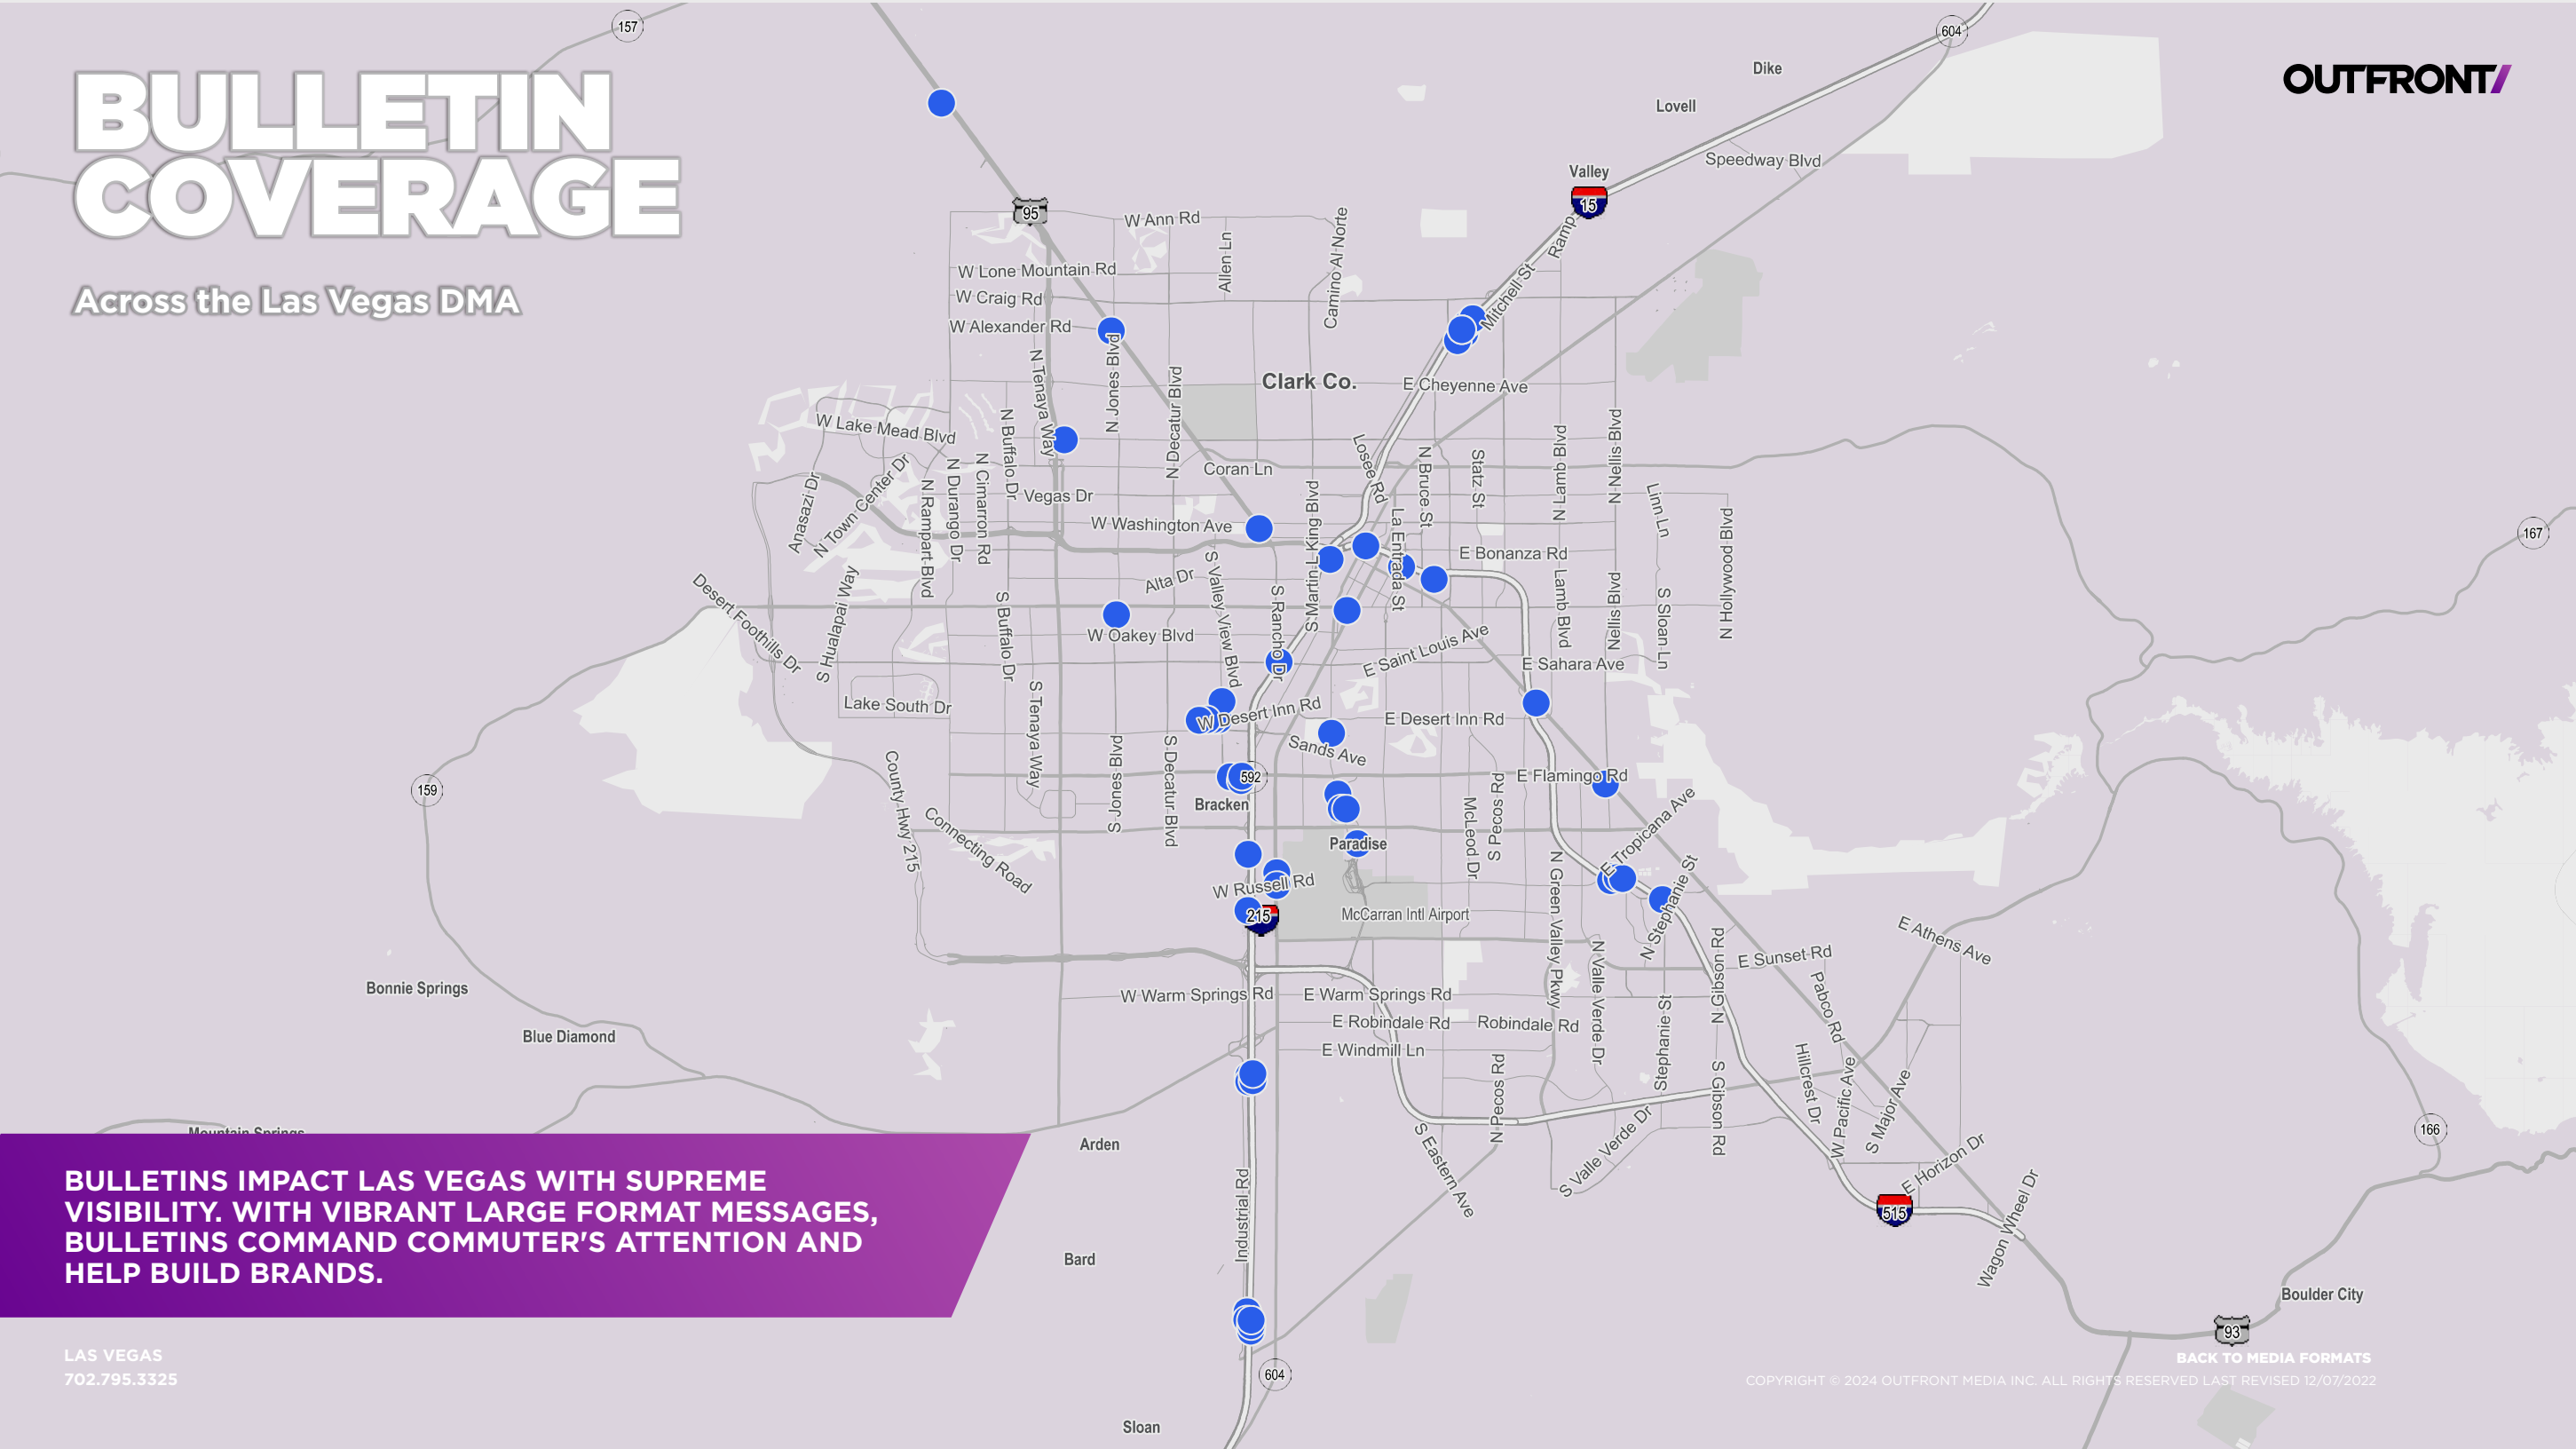 157
604
Dike
OUTFRONT/
BULLETIN
COVERAGE
Lovell
Speedway Blvd
Valley
15
95
W Ann Rd
Ramp
Allen Ln
Camino Al Norte
W Lone Mountain Rd
Across the Las Vegas DMA
W Craig Rd
Mitchell St
W Alexander Rd
N Jones Blvd
N Tenaya Way
N Decatur Blvd
Clark Co.
E Cheyenne Ave
W Lake Mead Blvd
N Buffalo Dr
Losee Rd
N Bruce St
Statz St
N Lamb Blvd
N Nellis Blvd
Coran Ln
Anasazi Dr
N Town Center Dr
N Rampart Blvd
N Durango Dr
N Cimarron Rd
Vegas Dr
Linn Ln
N Hollywood Blvd
W Washington Ave
S Martin L King Blvd
La Entrada St
167
E Bonanza Rd
S Valley View Blvd
Alta Dr
Desert Foothills Dr
S Hualapai Way
S Buffalo Dr
S Rancho Dr
Lamb Blvd
Nellis Blvd
S Sloan Ln
W Oakey Blvd
E Saint Louis Ave
E Sahara Ave
Lake South Dr
S Tenaya Way
W Desert Inn Rd
E Desert Inn Rd
Sands Ave
S Jones Blvd
S Decatur Blvd
County Hwy 215
159
592
E Flamingo Rd
Bracken
McLeod Dr
S Pecos Rd
Connecting Road
E Tropicana Ave
Paradise
W Russell Rd
N Green Valley Pkwy
N Stephanie St
215
McCarran Intl Airport
E Athens Ave
N Valle Verde Dr
N Gibson Rd
E Sunset Rd
Pabco Rd
Bonnie Springs
W Warm Springs Rd
E Warm Springs Rd
E Robindale Rd
Robindale Rd
Blue Diamond
E Windmill Ln
Stephanie St
S Gibson Rd
Hillcrest Dr
W Pacific Ave
S Major Ave
N Pecos Rd
Mountain Springs
Arden
S Eastern Ave
S Valle Verde Dr
E Horizon Dr
166
Industrial Rd
BULLETINS IMPACT LAS VEGAS WITH SUPREME
VISIBILITY. WITH VIBRANT LARGE FORMAT MESSAGES,
BULLETINS COMMAND COMMUTER'S ATTENTION AND
HELP BUILD BRANDS.
515
Wagon Wheel Dr
Bard
Boulder City
93
LAS VEGAS
702.795.3325
604
BACK TO MEDIA FORMATS
COPYRIGHT © 2024 OUTFRONT MEDIA INC. ALL RIGHTS RESERVED LAST REVISED 12/07/2022
Sloan